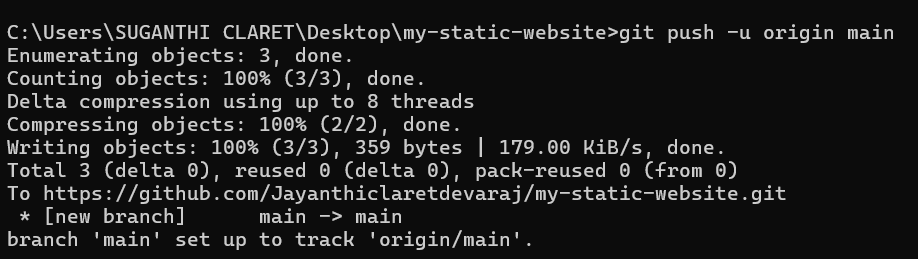 C:\Users\SUGANTHI CLARET\Desktop\my-static-website>git push -u origin main
Enumerating objects: 3, done.
Counting objects: 100% (3/3), done.
Delta compression using up to 8 threads
Compressing objects: 100% (2/2), done.
Writing objects: 100% (3/3), 359 bytes | 179.00 KiB/s, done.
Total 3 (delta 0), reused 0 (delta 0), pack-reused 0 (from 0)
To https://github.com/Jayanthiclaretdevaraj/my-static-website.git
 * [new branch]      main -> main
branch 'main' set up to track 'origin/main'.